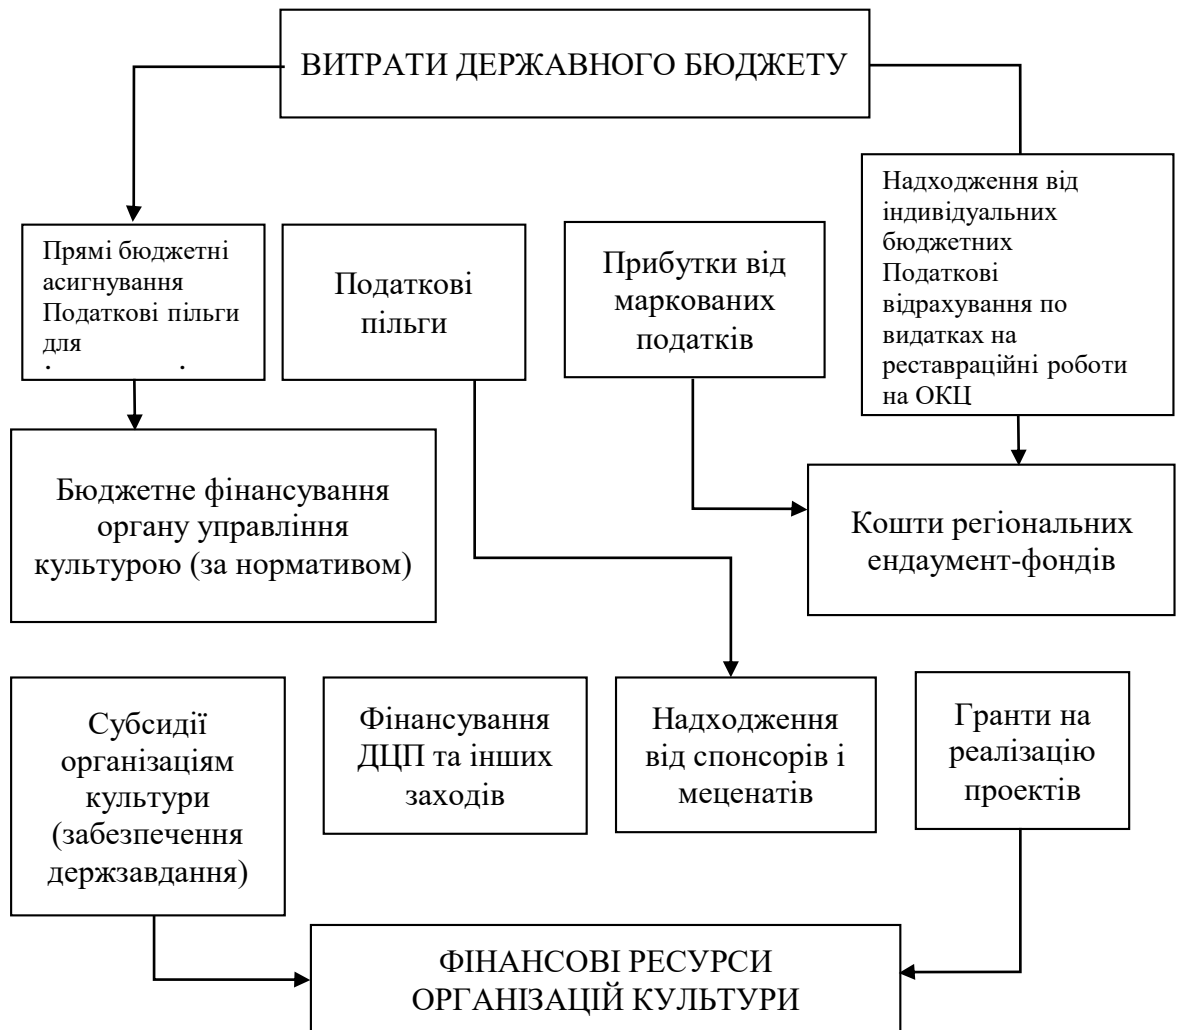 ВИТРАТИ ДЕРЖАВНОГО БЮДЖЕТУ
Прямі бюджетні
асигнування
Податкові пільги
для
Податкові
пільги
Прибутки від
маркованих
податків
Надходження від
індивідуальних
бюджетних
Податкові
відрахування по
видатках на
реставраційні роботи
на ОКЦ
Бюджетне фінансування
органу управління
культурою (за нормативом)
Кошти регіональних
ендаумент-фондів
Субсидії
організаціям
культури
(забезпечення
держзавдання)
Фінансування
ДЦП та інших
заходів
Надходження
від спонсорів і
меценатів
Гранти на
реалізацію
проектів
ФІНАНСОВІ РЕСУРСИ
ОРГАНІЗАЦІЙ КУЛЬТУРИ